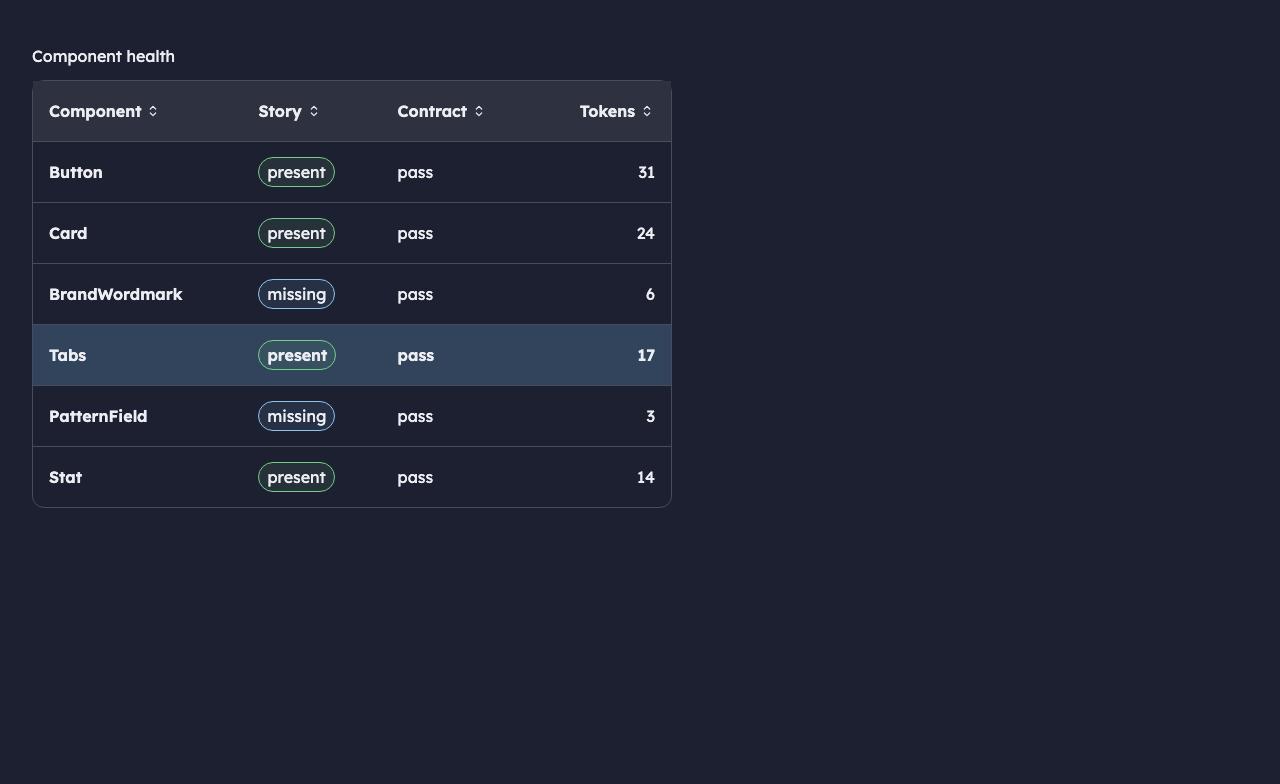 Component health
Component Story Contract Tokens
Button present pass 31
Card present pass 24
BrandWordmark missing pass 6
Tabs present pass 17
PatternField missing pass 3
Stat present pass 14